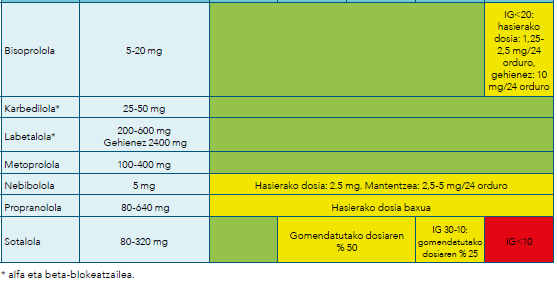 Bisoprolola
5-20 mg
IG<20:
hasierako
dosia: 1,25-
2,5 mg/24
orduro,
gehienez: 10
mg/24 orduro
Karbedilola*
25-50 mg
Labetalola*
200-600 mg
Gehienez 2400 mg
Metoprolola
100-400 mg
Nebibolola
5 mg
Hasierako dosia: 2.5 mg. Mantentzea: 2,5-5 mg/24 orduro
Propranolola
80-640 mg
Hasierako dosia baxua
Sotalola
80-320 mg
Gomendatutako dosiaren
% 50
IG 30-10:
gomendatutako
dosiaren % 25
IG<10
* alfa eta beta-blokeatzailea.